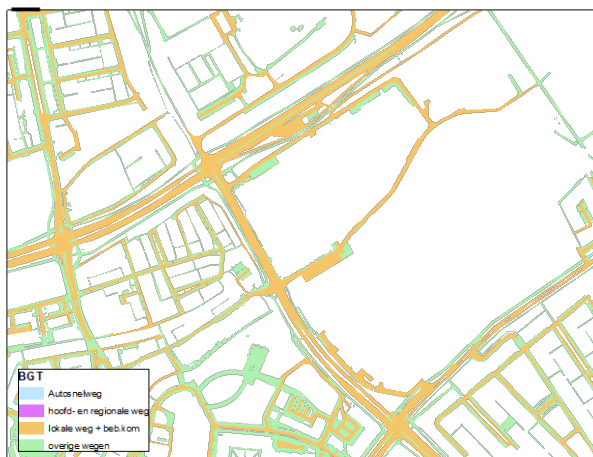 BGT
Autosnelweg
hoofd- en regionale weg
lokale weg + beb.kom
overige wegen